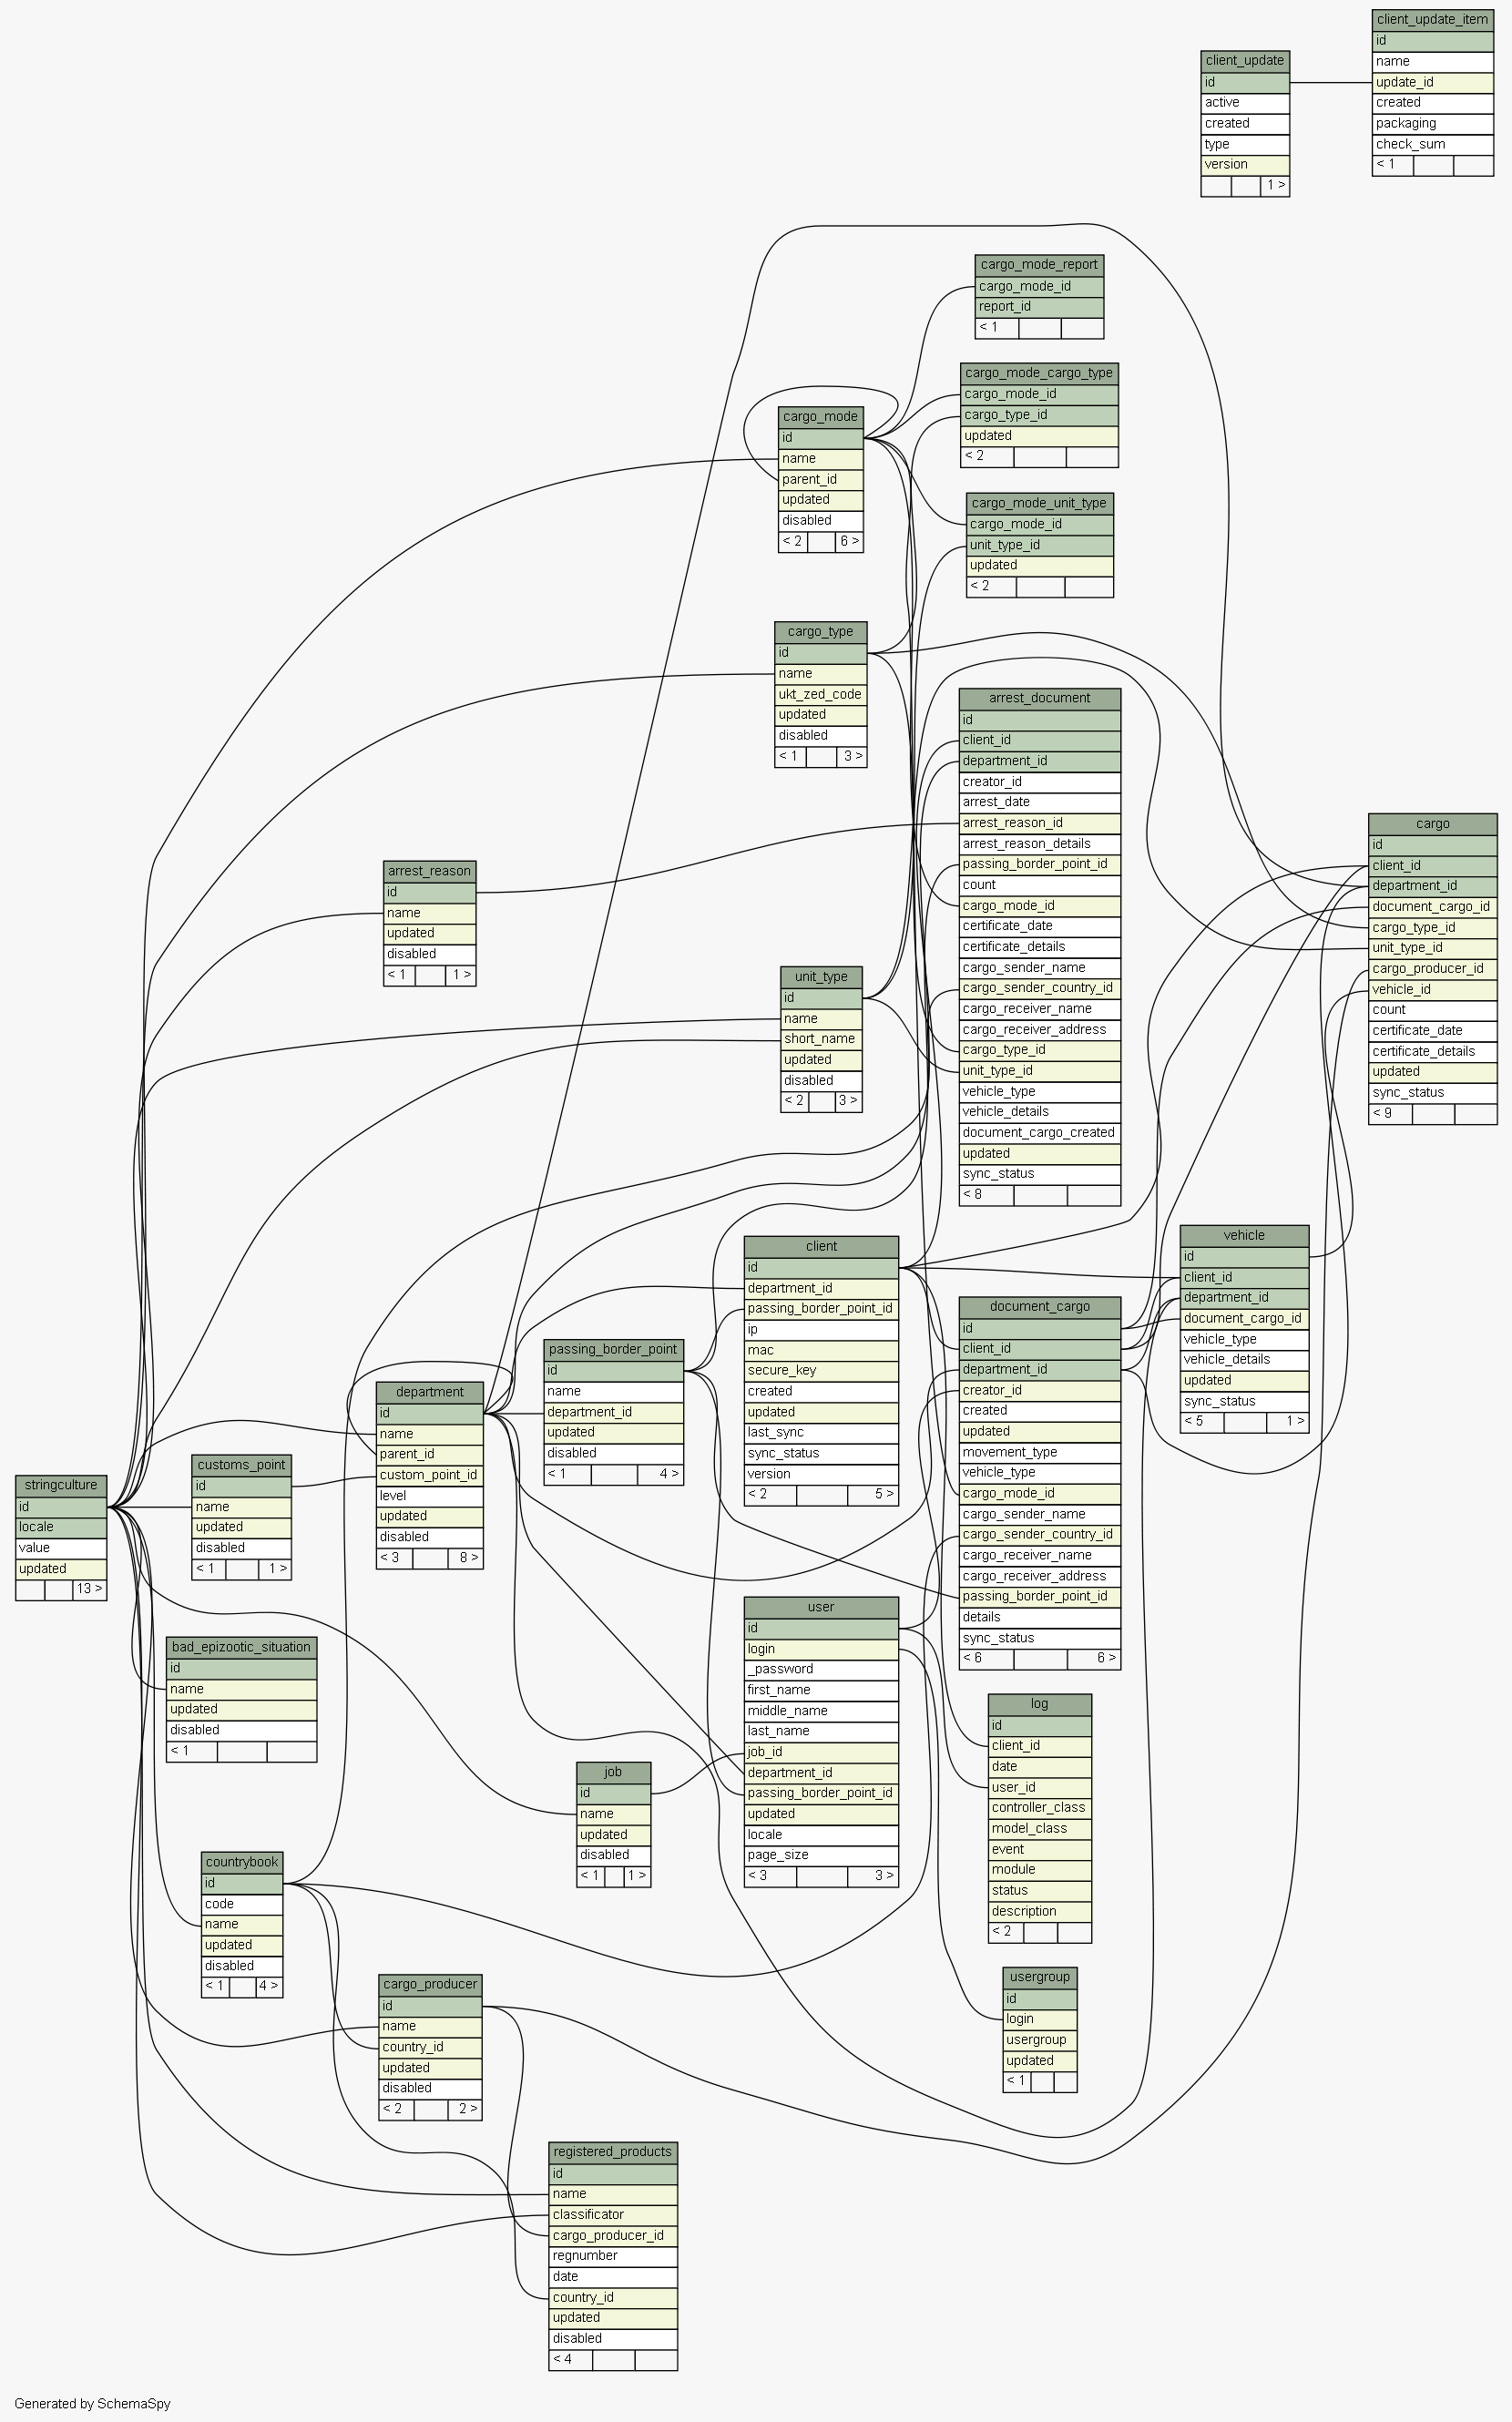 client_update_item
id
name
update_id
created
packaging
check_sum
< 1
client_update
id
active
created
type
version
1 >
cargo_mode_report
cargo_mode_id
report_id
< 1
cargo_mode_cargo_type
cargo_mode_id
cargo_type_id
updated
< 2
cargo_mode
id
name
parent_id
updated
disabled
< 2 6 >
cargo_mode_unit_type
cargo_mode_id
unit_type_id
updated
< 2
cargo_type
id
name
ukt_zed_code
updated
disabled
< 1 3 >
arrest_document
id
client_id
department_id
creator_id
arrest_date
arrest_reason_id
arrest_reason_details
passing_border_point_id
count
cargo_mode_id
certificate_date
certificate_details
cargo_sender_name
cargo_sender_country_id
cargo_receiver_name
cargo_receiver_address
cargo_type_id
unit_type_id
vehicle_type
vehicle_details
document_cargo_created
updated
sync_status
< 8
cargo
id
client_id
department_id
document_cargo_id
cargo_type_id
unit_type_id
cargo_producer_id
vehicle_id
count
certificate_date
certificate_details
updated
sync_status
< 9
arrest_reason
id
name
updated
disabled
< 1 1 >
unit_type
id
name
short_name
updated
disabled
< 2 3 >
vehicle
id
client_id
department_id
document_cargo_id
vehicle_type
vehicle_details
updated
sync_status
< 5 1 >
client
id
department_id
passing_border_point_id
ip
mac
secure_key
created
updated
last_sync
sync_status
version
< 2 5 >
document_cargo
id
client_id
department_id
creator_id
created
updated
movement_type
vehicle_type
cargo_mode_id
cargo_sender_name
cargo_sender_country_id
cargo_receiver_name
cargo_receiver_address
passing_border_point_id
details
sync_status
< 6 6 >
passing_border_point
id
name
department_id
updated
disabled
< 1 4 >
department
id
name
parent_id
custom_point_id
level
updated
disabled
< 3 8 >
customs_point
id
name
updated
disabled
< 1 1 >
stringculture
id
locale
value
updated
13 >
user
id
login
_password
first_name
middle_name
last_name
job_id
department_id
passing_border_point_id
updated
locale
page_size
< 3 3 >
bad_epizootic_situation
id
name
updated
disabled
< 1
log
id
client_id
date
user_id
controller_class
model_class
event
module
status
description
< 2
job
id
name
updated
disabled
< 1 1 >
countrybook
id
code
name
updated
disabled
< 1 4 >
usergroup
id
login
usergroup
updated
< 1
cargo_producer
id
name
country_id
updated
disabled
< 2 2 >
registered_products
id
name
classificator
cargo_producer_id
regnumber
date
country_id
updated
disabled
< 4
Generated by SchemaSpy